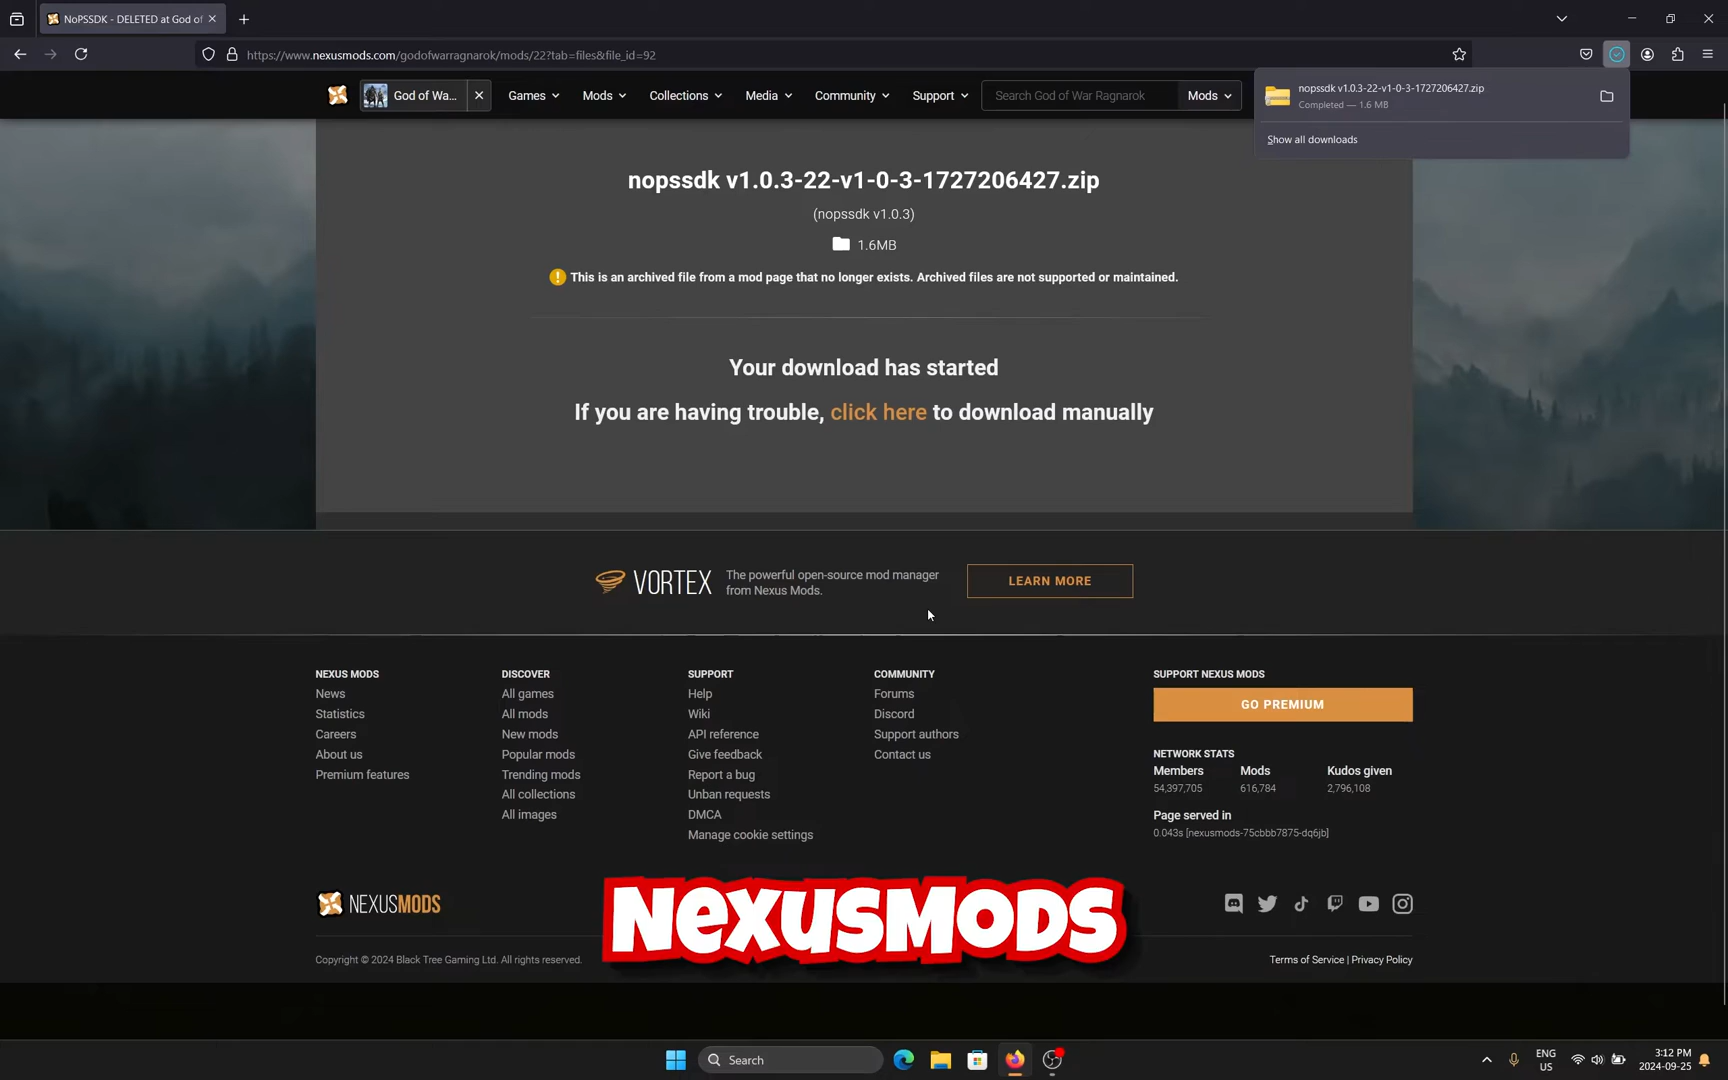 NoPSSDK - DELETED at God of
https://www.nexusmods.com/godofwarragnarok/mods/22?tab=files&file_id=92
nopssdk v1.0.3-22-v1-0-3-1727206427.zip
Completed — 1.6 MB
Show all downloads
God of Wa...
Games
Mods
Collections
Media
Community
Support
Search God of War Ragnarok
Mods
nopssdk v1.0.3-22-v1-0-3-1727206427.zip
(nopssdk v1.0.3)
1.6MB
This is an archived file from a mod page that no longer exists. Archived files are not supported or maintained.
Your download has started
If you are having trouble, click here to download manually
VORTEX
The powerful open-source mod manager
from Nexus Mods.
LEARN MORE
NEXUS MODS
News
Statistics
Careers
About us
Premium features
DISCOVER
All games
All mods
New mods
Popular mods
Trending mods
All collections
All images
SUPPORT
Help
Wiki
API reference
Give feedback
Report a bug
Unban requests
DMCA
Manage cookie settings
COMMUNITY
Forums
Discord
Support authors
Contact us
SUPPORT NEXUS MODS
GO PREMIUM
NETWORK STATS
Members
54,397,705
Mods
616,784
Kudos given
2,796,108
Page served in
0.043s [nexusmods-75cbbb7875-dq6jb]
NEXUSMODS
NexusMods
Copyright © 2024 Black Tree Gaming Ltd. All rights reserved.
Terms of Service | Privacy Policy
Search
ENG
US
3:12 PM
2024-09-25